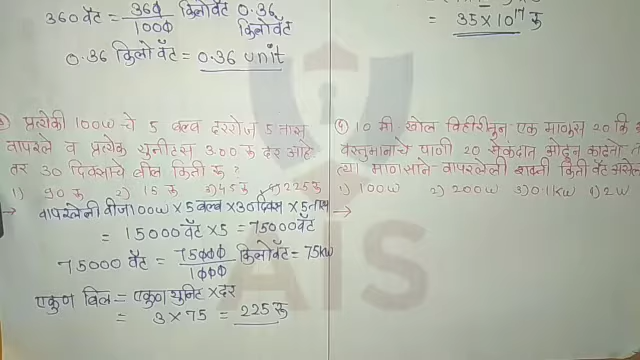 360 वॅट = 360/1000 किलोवॅट 0.36 किलोवॅट
0.36 किलोवॅट = 0.36 unit
= 35 x 10¹⁷ रु
प्रत्येकी 100W चे 5 बल्ब दररोज 5 तास
वापरले व प्रत्येक युनीटस 3.00 रु दर आहे
तर 30 दिवसाचे बील किती रु ?
1) 90 रु 2) 15 रु 3) 45 रु 4) 225 रु
→ वापरलेली वीज 100W x 5 बल्ब x 30 दिवस x 5 तास
= 15000 वॅट x 5 = 75000 वॅट
75000 वॅट = 75000/1000 किलोवॅट = 75kw
एकुण बिल = एकुण युनिट x दर
= 3 x 75 = 225 रु
10 मी. खोल विहीरीतून एक माणूस 20 कि
वस्तुमानाचे पाणी 20 सेकंदात ओढून काढतो
त्या माणसाने वापरलेली शक्ती किती वॅट असेल
1) 100W 2) 200W 3) 0.1KW 4) 2W
→
AIS